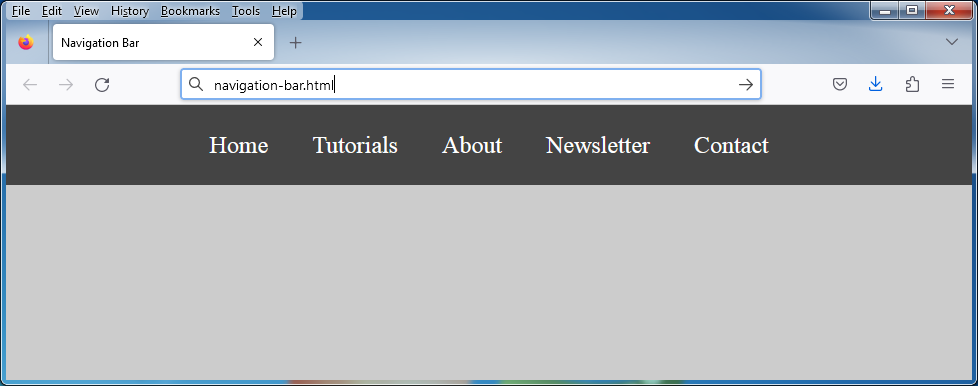 File Edit View History Bookmarks Tools Help
Navigation Bar
navigation-bar.html
Home Tutorials About Newsletter Contact